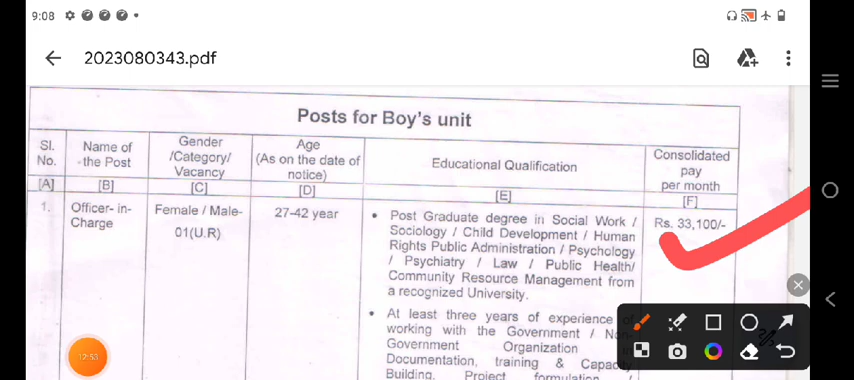 9:08
2023080343.pdf
Posts for Boy's unit
Sl. No.
Name of the Post
Gender /Category/ Vacancy
Age (As on the date of notice)
Educational Qualification
Consolidated pay per month
[A]
[B]
[C]
[D]
[E]
[F]
1.
Officer- in-
Charge
Female / Male-
01(U.R)
27-42 year
• Post Graduate degree in Social Work /
Sociology / Child Development / Human
Rights Public Administration / Psychology
/ Psychiatry / Law / Public Health/
Community Resource Management from
a recognized University.
• At least three years of experience
working with the Government /
Government Organization
Documentation, training &
Building, Project formulation /
Rs. 33,100/-
12:53